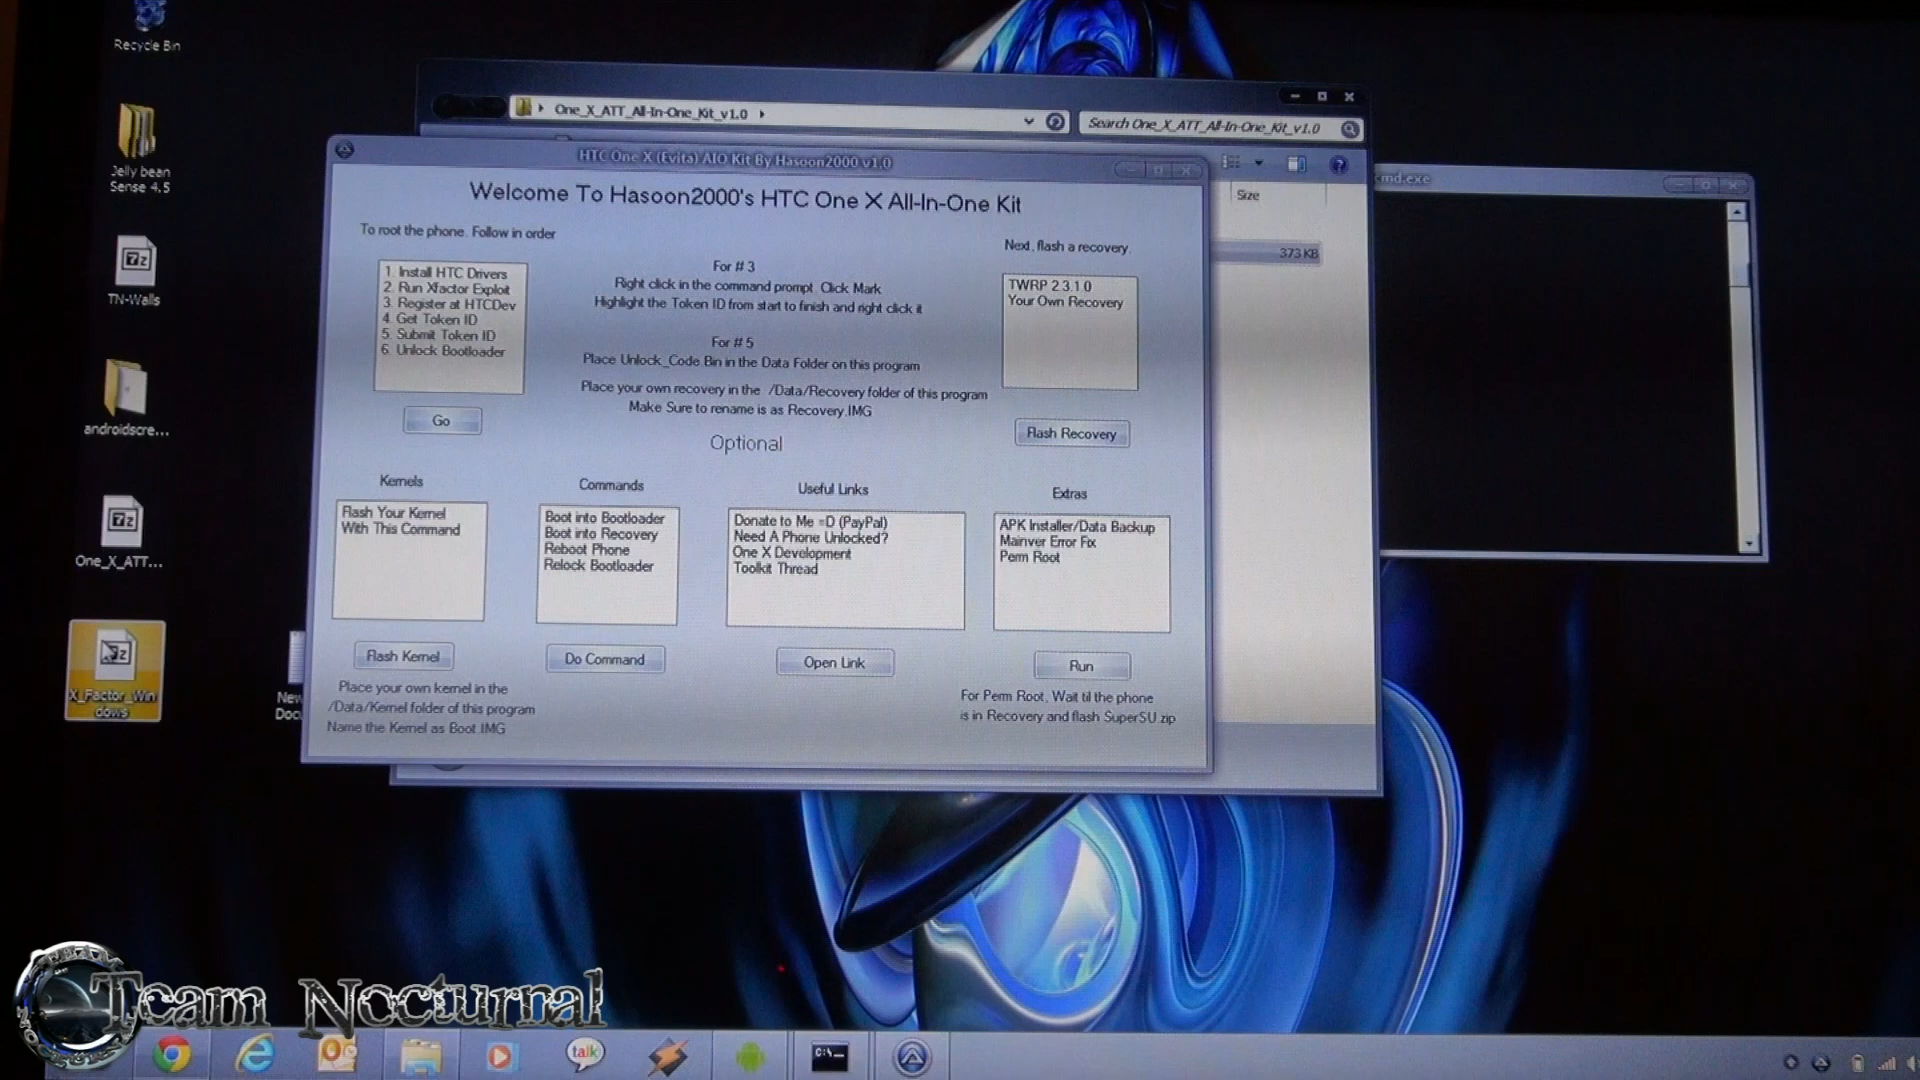 Recycle Bin
Jelly bean
Sense 4.5
TN-Walls
androidscre...
One_X_ATT...
X_Factor_Win
dows
New
Doc
One_X_ATT_All-In-One_Kit_v1.0
Search One_X_ATT_All-In-One_Kit_v1.0
Size
373 KB
cmd.exe
HTC One X (Evita) AIO Kit By Hasoon2000 v1.0
Welcome To Hasoon2000's HTC One X All-In-One Kit
To root the phone. Follow in order
1. Install HTC Drivers
2. Run Xfactor Exploit
3. Register at HTCDev
4. Get Token ID
5. Submit Token ID
6. Unlock Bootloader
Go
For # 3
Right click in the command prompt. Click Mark
Highlight the Token ID from start to finish and right click it
For # 5
Place Unlock_Code Bin in the Data Folder on this program
Place your own recovery in the /Data/Recovery folder of this program
Make Sure to rename is as Recovery.IMG
Next, flash a recovery.
TWRP 2.3.1.0
Your Own Recovery
Flash Recovery
Optional
Kernels
Flash Your Kernel
With This Command
Flash Kernel
Place your own kernel in the
/Data/Kernel folder of this program
Name the Kernel as Boot.IMG
Commands
Boot into Bootloader
Boot into Recovery
Reboot Phone
Relock Bootloader
Do Command
Useful Links
Donate to Me =D (PayPal)
Need A Phone Unlocked?
One X Development
Toolkit Thread
Open Link
Extras
APK Installer/Data Backup
Mainver Error Fix
Perm Root
Run
For Perm Root, Wait til the phone
is in Recovery and flash SuperSU.zip
Team Nocturnal
talk
C:\